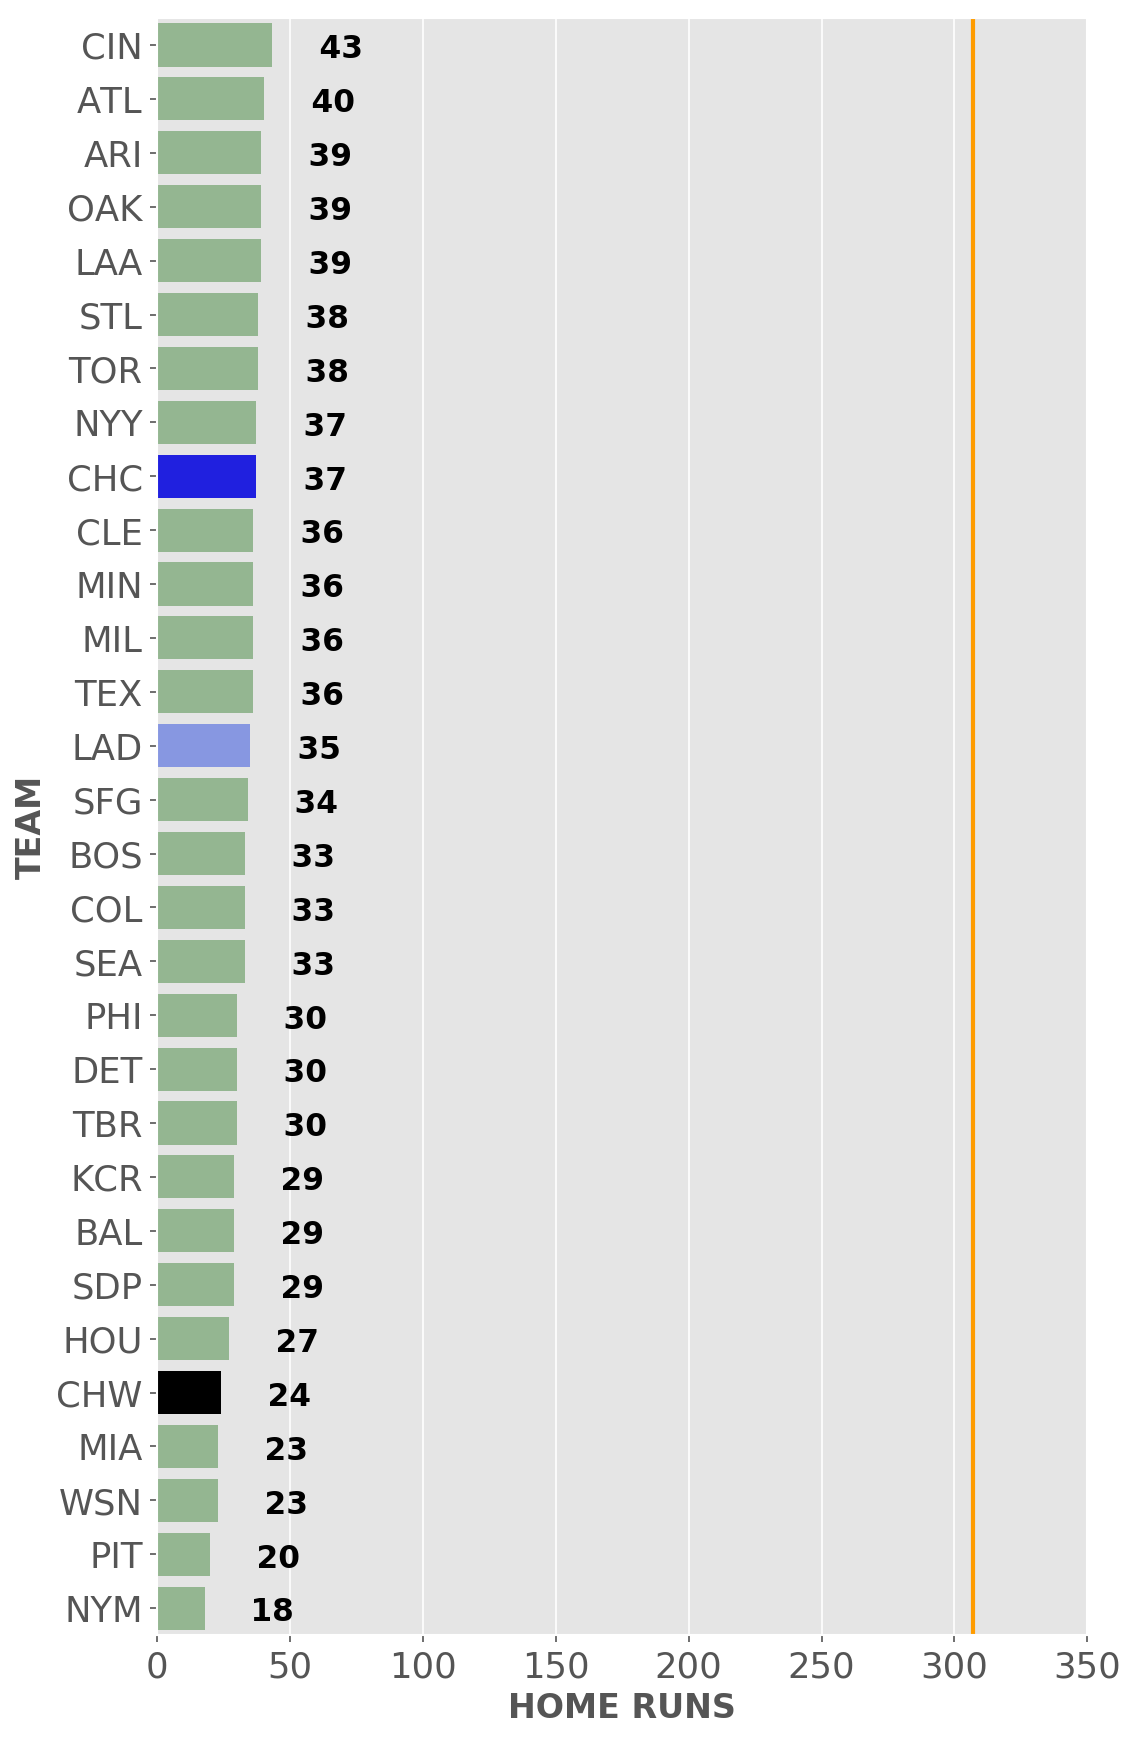 CIN 43
ATL 40
ARI 39
OAK 39
LAA 39
STL 38
TOR 38
NYY 37
CHC 37
CLE 36
MIN 36
MIL 36
TEX 36
LAD 35
SFG 34
BOS 33
COL 33
SEA 33
PHI 30
DET 30
TBR 30
KCR 29
BAL 29
SDP 29
HOU 27
CHW 24
MIA 23
WSN 23
PIT 20
NYM 18
TEAM
0 50 100 150 200 250 300 350
HOME RUNS